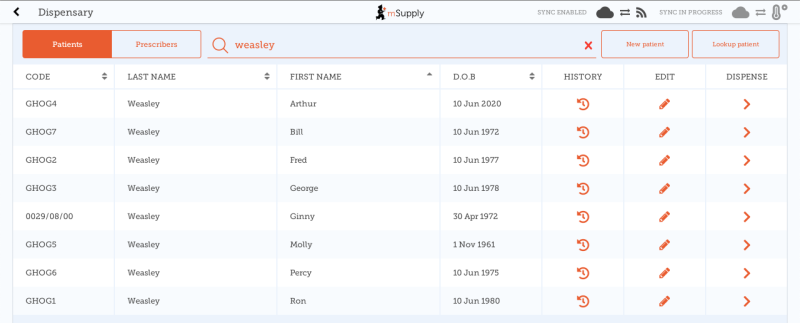 Dispensary mSupply SYNC ENABLED SYNC IN PROGRESS
Patients Prescribers weasley New patient Lookup patient
CODE LAST NAME FIRST NAME D.O.B HISTORY EDIT DISPENSE
GHOG4 Weasley Arthur 10 Jun 2020
GHOG7 Weasley Bill 10 Jun 1972
GHOG2 Weasley Fred 10 Jun 1977
GHOG3 Weasley George 10 Jun 1978
0029/08/00 Weasley Ginny 30 Apr 1972
GHOG5 Weasley Molly 1 Nov 1961
GHOG6 Weasley Percy 10 Jun 1975
GHOG1 Weasley Ron 10 Jun 1980